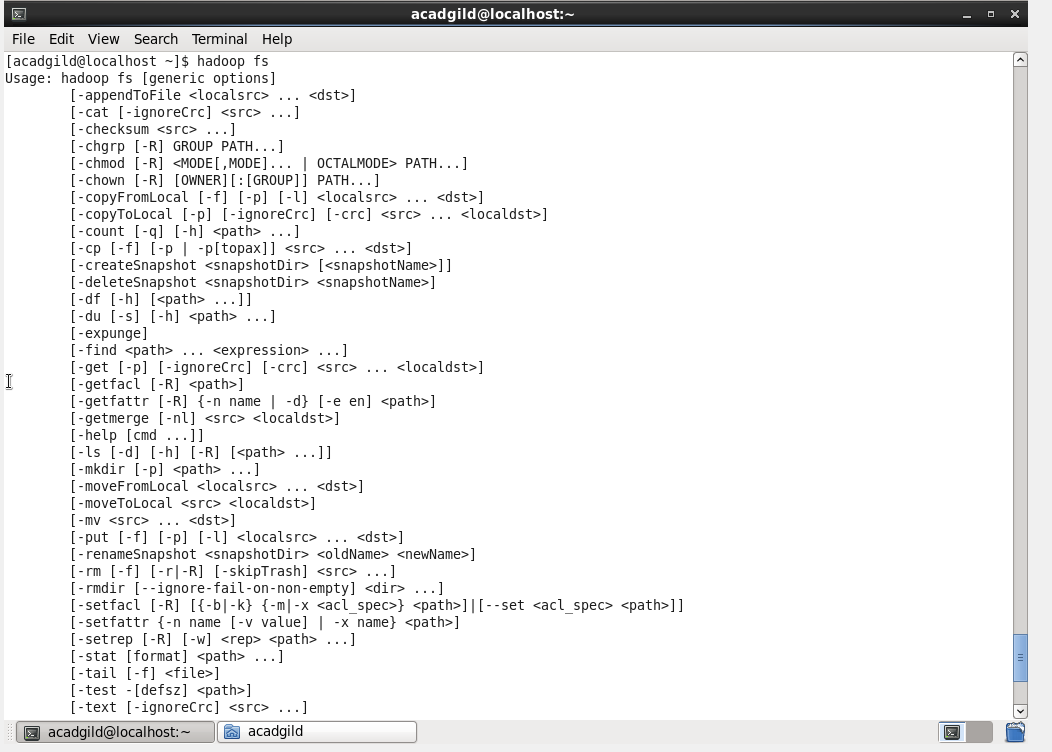 acadgild@localhost:~
File Edit View Search Terminal Help
[acadgild@localhost ~]$ hadoop fs
Usage: hadoop fs [generic options]
[-appendToFile <localsrc> ... <dst>]
[-cat [-ignoreCrc] <src> ...]
[-checksum <src> ...]
[-chgrp [-R] GROUP PATH...]
[-chmod [-R] <MODE[,MODE]... | OCTALMODE> PATH...]
[-chown [-R] [OWNER][:[GROUP]] PATH...]
[-copyFromLocal [-f] [-p] [-l] <localsrc> ... <dst>]
[-copyToLocal [-p] [-ignoreCrc] [-crc] <src> ... <localdst>]
[-count [-q] [-h] <path> ...]
[-cp [-f] [-p | -p[topax]] <src> ... <dst>]
[-createSnapshot <snapshotDir> [<snapshotName>]]
[-deleteSnapshot <snapshotDir> <snapshotName>]
[-df [-h] [<path> ...]]
[-du [-s] [-h] <path> ...]
[-expunge]
[-find <path> ... <expression> ...]
[-get [-p] [-ignoreCrc] [-crc] <src> ... <localdst>]
[-getfacl [-R] <path>]
[-getfattr [-R] {-n name | -d} [-e en] <path>]
[-getmerge [-nl] <src> <localdst>]
[-help [cmd ...]]
[-ls [-d] [-h] [-R] [<path> ...]]
[-mkdir [-p] <path> ...]
[-moveFromLocal <localsrc> ... <dst>]
[-moveToLocal <src> <localdst>]
[-mv <src> ... <dst>]
[-put [-f] [-p] [-l] <localsrc> ... <dst>]
[-renameSnapshot <snapshotDir> <oldName> <newName>]
[-rm [-f] [-r|-R] [-skipTrash] <src> ...]
[-rmdir [--ignore-fail-on-non-empty] <dir> ...]
[-setfacl [-R] [{-b|-k} {-m|-x <acl_spec>} <path>]|[--set <acl_spec> <path>]]
[-setfattr {-n name [-v value] | -x name} <path>]
[-setrep [-R] [-w] <rep> <path> ...]
[-stat [format] <path> ...]
[-tail [-f] <file>]
[-test -[defsz] <path>]
[-text [-ignoreCrc] <src> ...]
acadgild@localhost:~ acadgild